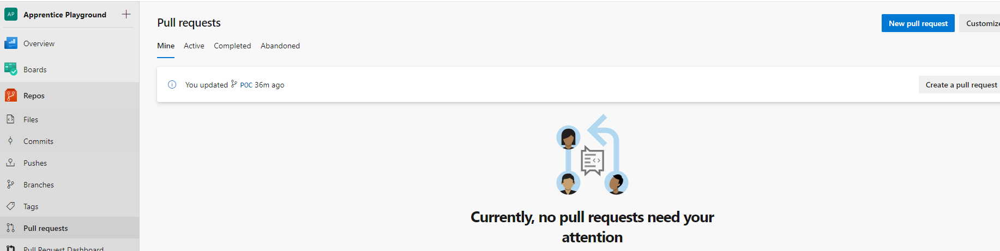 AP Apprentice Playground
Overview
Boards
Repos
Files
Commits
Pushes
Branches
Tags
Pull requests
Pull Request Dashboard
Pull requests
New pull request
Customize
Mine Active Completed Abandoned
You updated POC 36m ago
Create a pull request
Currently, no pull requests need your
attention